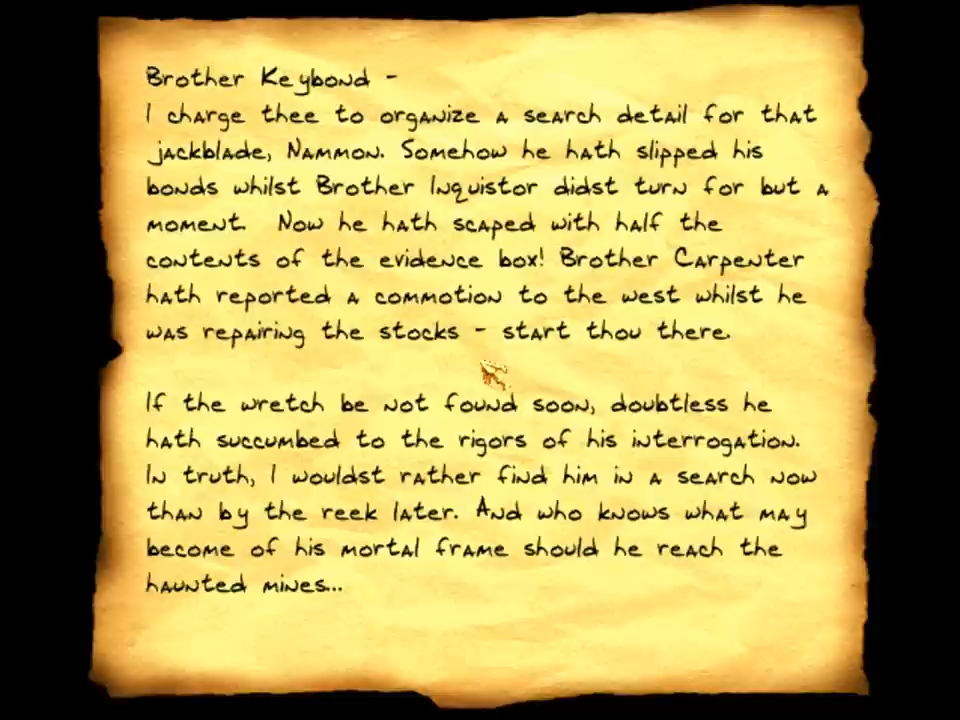 Brother Keybond -
I charge thee to organize a search detail for that
jackblade, Nammon. Somehow he hath slipped his
bonds whilst Brother Inquistor didst turn for but a
moment. Now he hath scaped with half the
contents of the evidence box! Brother Carpenter
hath reported a commotion to the west whilst he
was repairing the stocks - start thou there.
If the wretch be not found soon, doubtless he
hath succumbed to the rigors of his interrogation.
In truth, I wouldst rather find him in a search now
than by the reek later. And who knows what may
become of his mortal frame should he reach the
haunted mines...